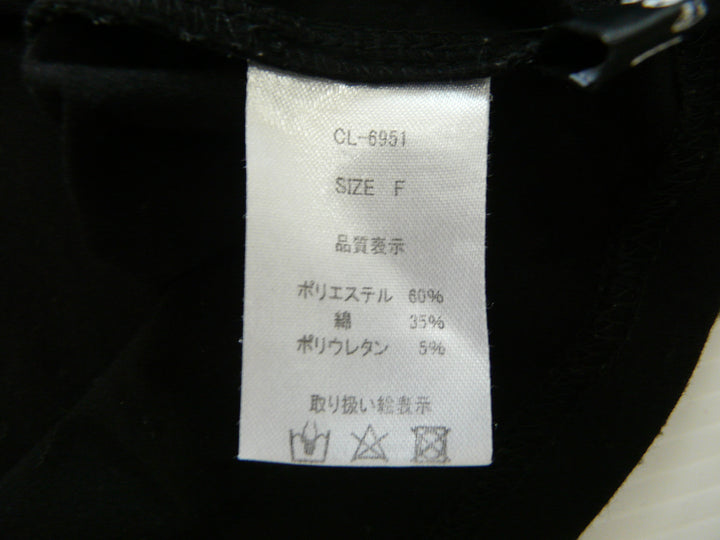 CL-6951
SIZE F
品質表示
ポリエステル 60%
綿 35%
ポリウレタン 5%
取り扱い絵表示